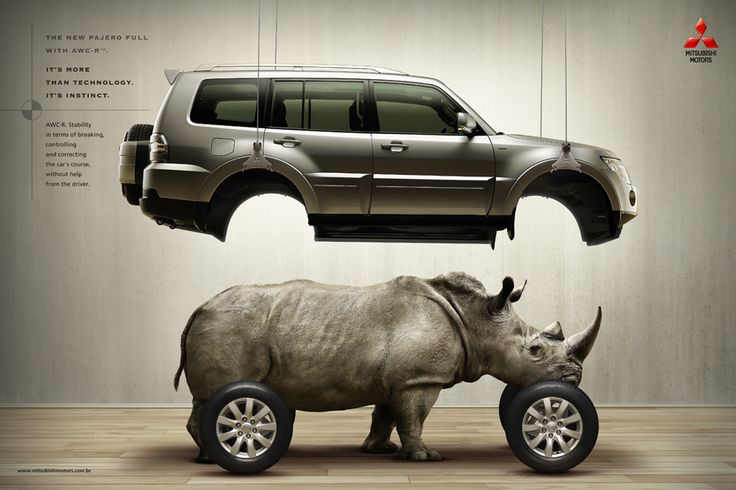 THE NEW PAJERO FULL
WITH AWC-R™.
IT'S MORE
THAN TECHNOLOGY.
IT'S INSTINCT.
AWC-R. Stability
in terms of breaking,
controlling
and correcting
the car´s course,
without help
from the driver.
MITSUBISHI
MOTORS
www.mitsubishimotors.com.br